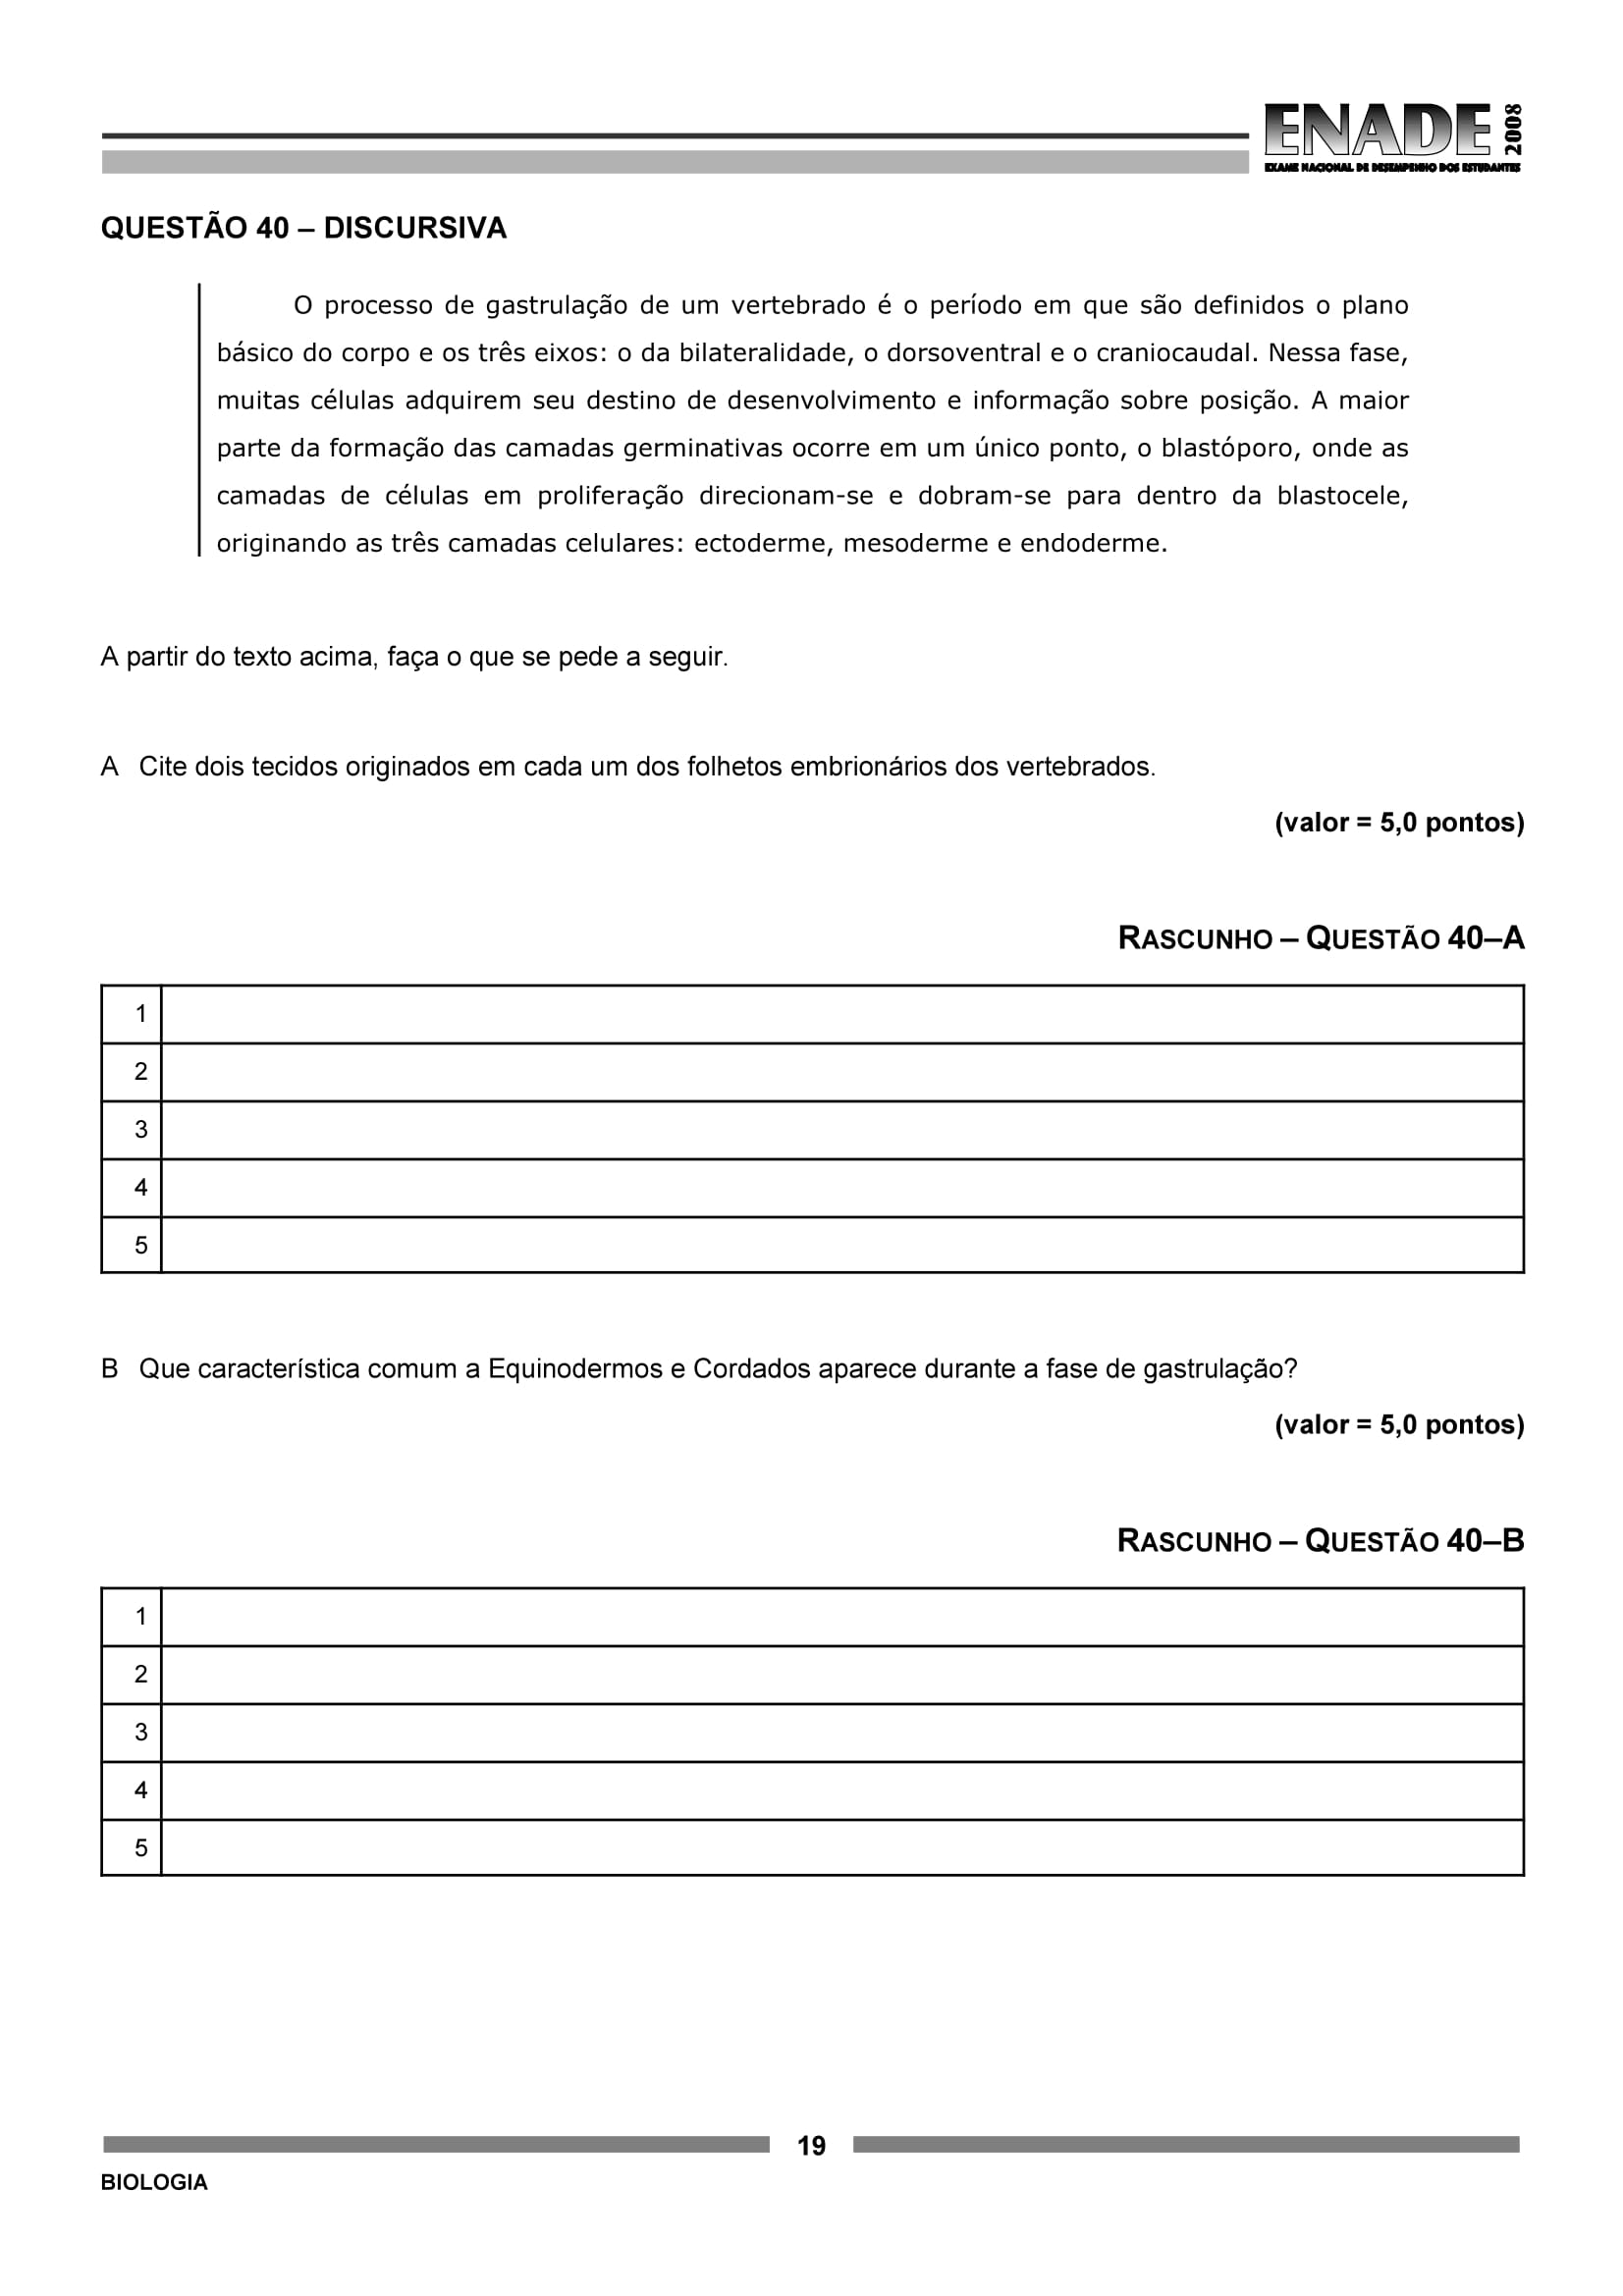 ENADE 2008
EXAME NACIONAL DE DESEMPENHO DOS ESTUDANTES
QUESTÃO 40 – DISCURSIVA
O processo de gastrulação de um vertebrado é o período em que são definidos o plano
básico do corpo e os três eixos: o da bilateralidade, o dorsoventral e o craniocaudal. Nessa fase,
muitas células adquirem seu destino de desenvolvimento e informação sobre posição. A maior
parte da formação das camadas germinativas ocorre em um único ponto, o blastóporo, onde as
camadas de células em proliferação direcionam-se e dobram-se para dentro da blastocele,
originando as três camadas celulares: ectoderme, mesoderme e endoderme.
A partir do texto acima, faça o que se pede a seguir.
A Cite dois tecidos originados em cada um dos folhetos embrionários dos vertebrados.
(valor = 5,0 pontos)
RASCUNHO – QUESTÃO 40–A
1
2
3
4
5
B Que característica comum a Equinodermos e Cordados aparece durante a fase de gastrulação?
(valor = 5,0 pontos)
RASCUNHO – QUESTÃO 40–B
1
2
3
4
5
19
BIOLOGIA